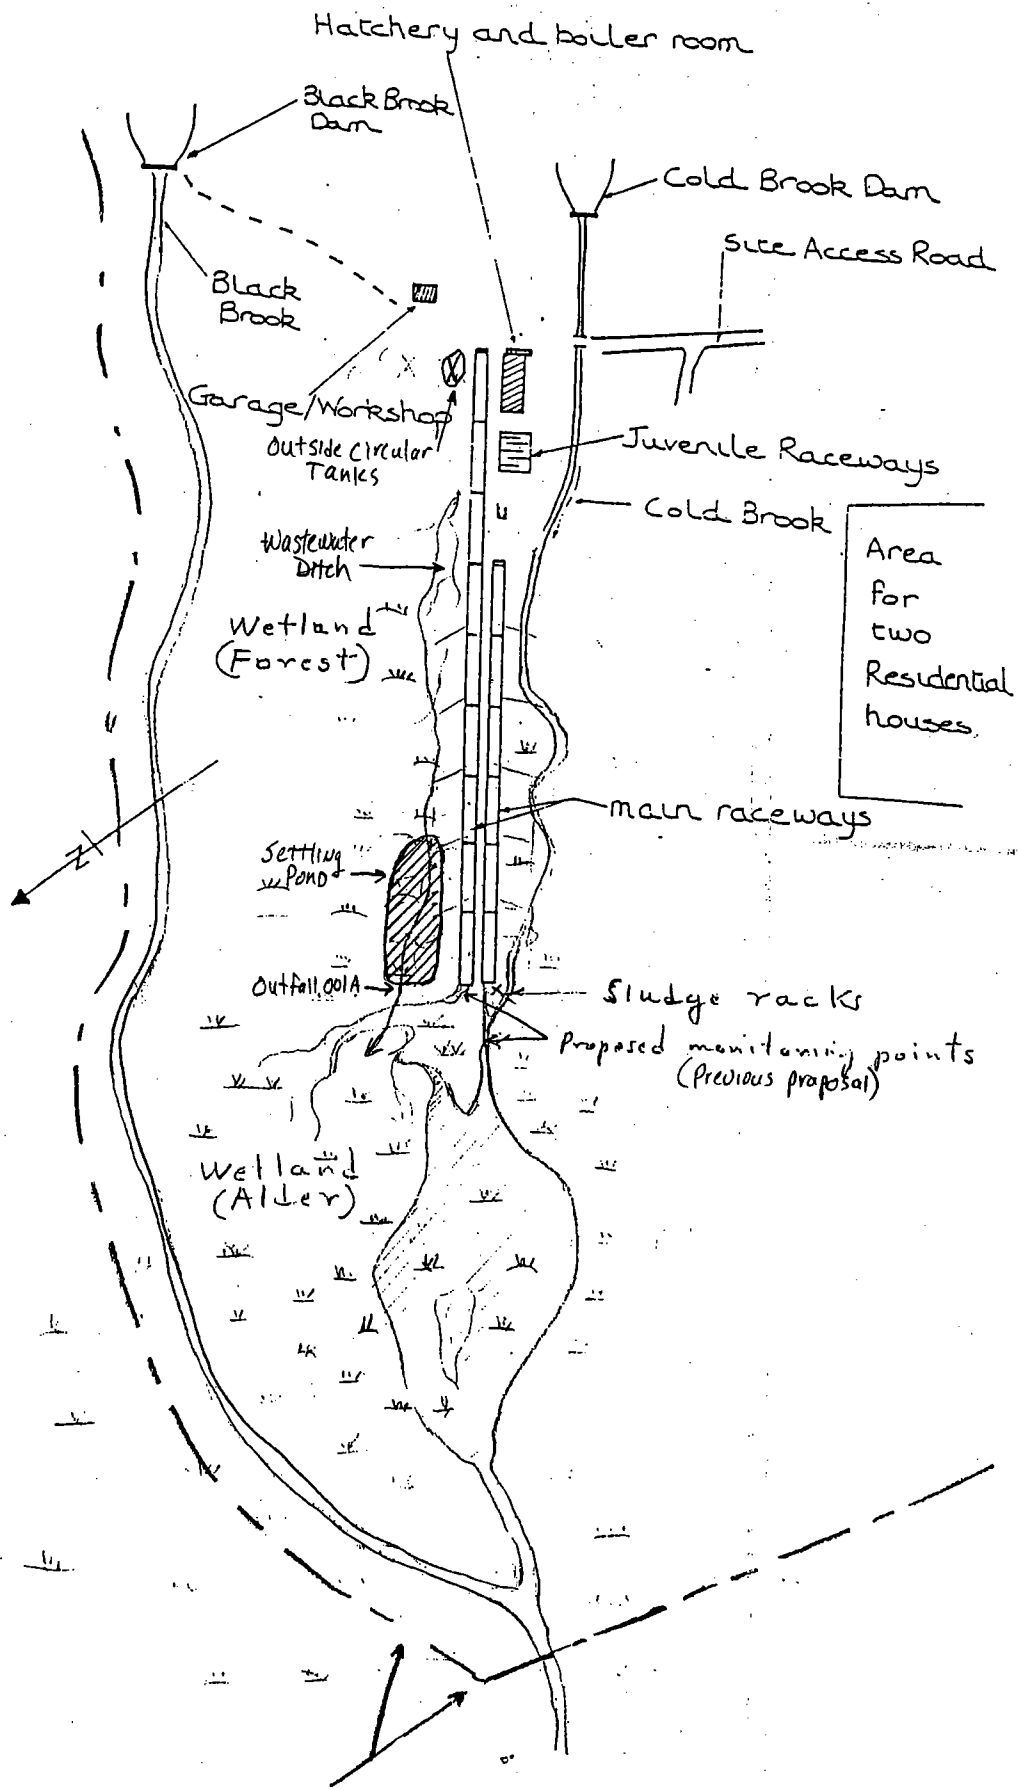 Hatchery and boiler room
Black Brook
Dam
Cold Brook Dam
Site Access Road
Black
Brook
Garage/Workshop
Outside Circular
Tanks
Juvenile Raceways
Cold Brook
Wastewater
Ditch
Area
for
two
Residential
houses.
Wetland
(Forest)
main raceways
N
Settling
Pond
Outfall 001A
Sludge racks
Proposed monitoring points
(Previous proposal)
Wetland
(Alder)